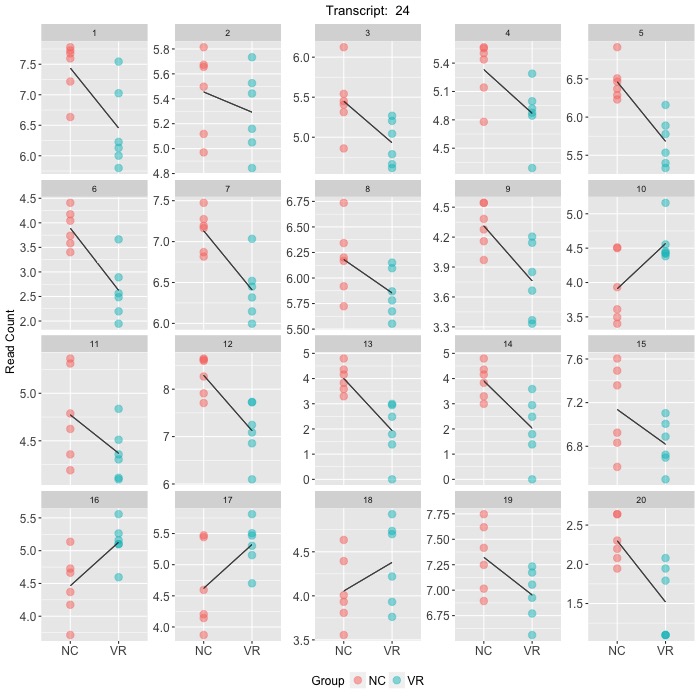 Transcript:  24
Read Count
1 2 3 4 5
7.5 7.0 6.5 6.0
5.8 5.6 5.4 5.2 5.0 4.8
6.0 5.5 5.0
5.4 5.1 4.8 4.5
6.5 6.0 5.5
6 7 8 9 10
4.5 4.0 3.5 3.0 2.5 2.0
7.5 7.0 6.5 6.0
6.75 6.50 6.25 6.00 5.75 5.50
4.5 4.2 3.9 3.6 3.3
5.0 4.5 4.0 3.5
11 12 13 14 15
5.0 4.5
8 7 6
5 4 3 2 1 0
5 4 3 2 1 0
7.6 7.2 6.8
16 17 18 19 20
5.5 5.0 4.5 4.0
5.5 5.0 4.5 4.0
4.5 4.0 3.5
7.75 7.50 7.25 7.00 6.75
2.5 2.0 1.5
NC VR NC VR NC VR NC VR NC VR
Group NC VR